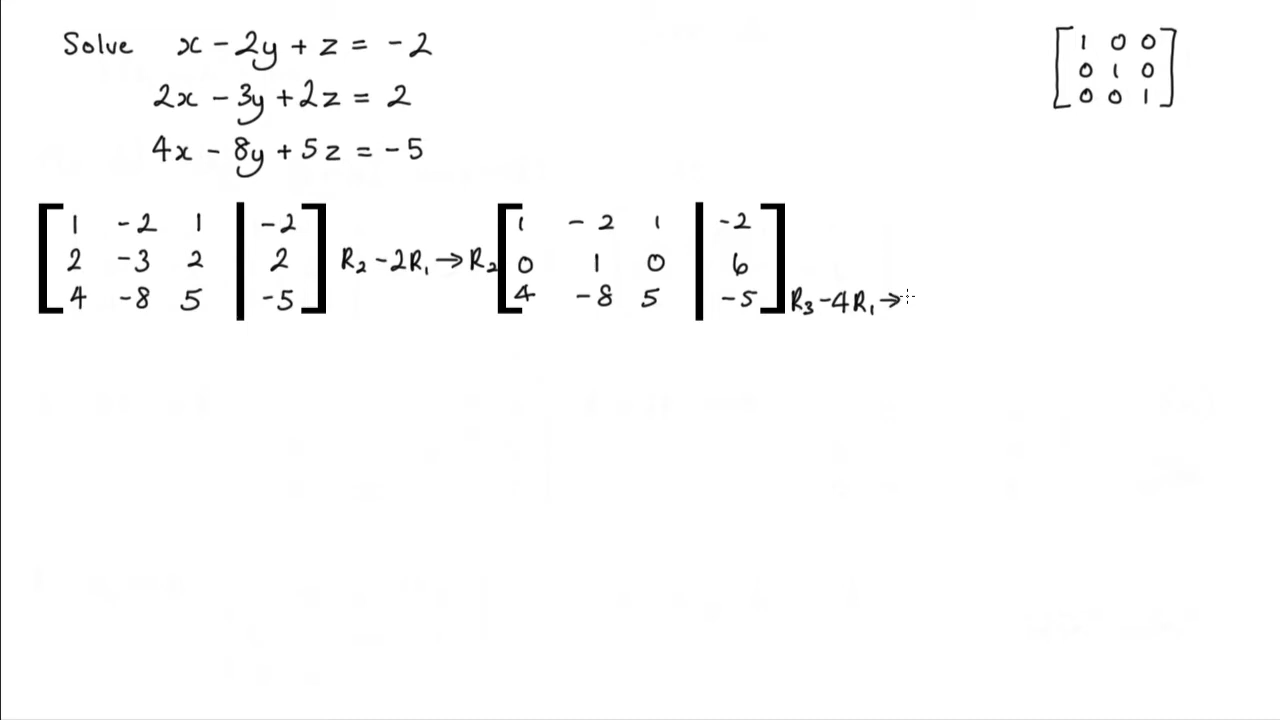 Solve x - 2y + z = -2
2x - 3y + 2z = 2
4x - 8y + 5z = -5
1 0 0
0 1 0
0 0 1
1 -2 1 | -2
2 -3 2 | 2
4 -8 5 | -5
R₂ - 2R₁ → R₂
1 -2 1 | -2
0 1 0 | 6
4 -8 5 | -5
R₃ - 4R₁ →